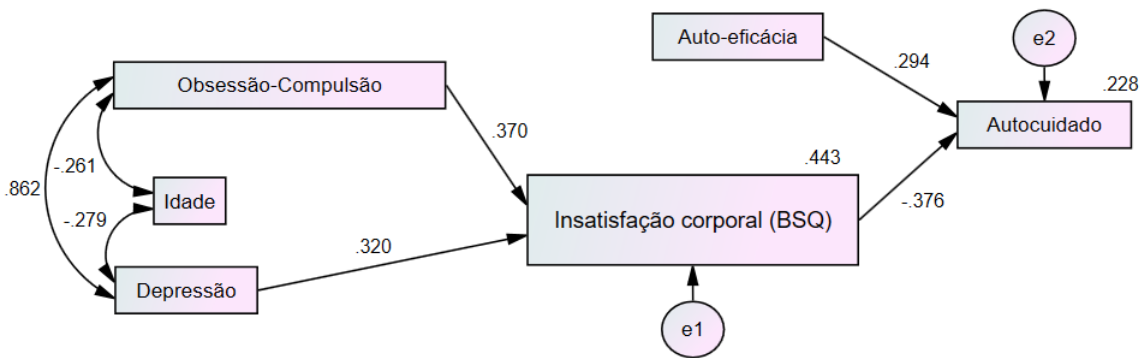 Auto-eficácia
e2
.294
.228
Obsessão-Compulsão
Autocuidado
.370
-.261
.443
.862
Idade
-.376
-.279
Insatisfação corporal (BSQ)
.320
Depressão
e1